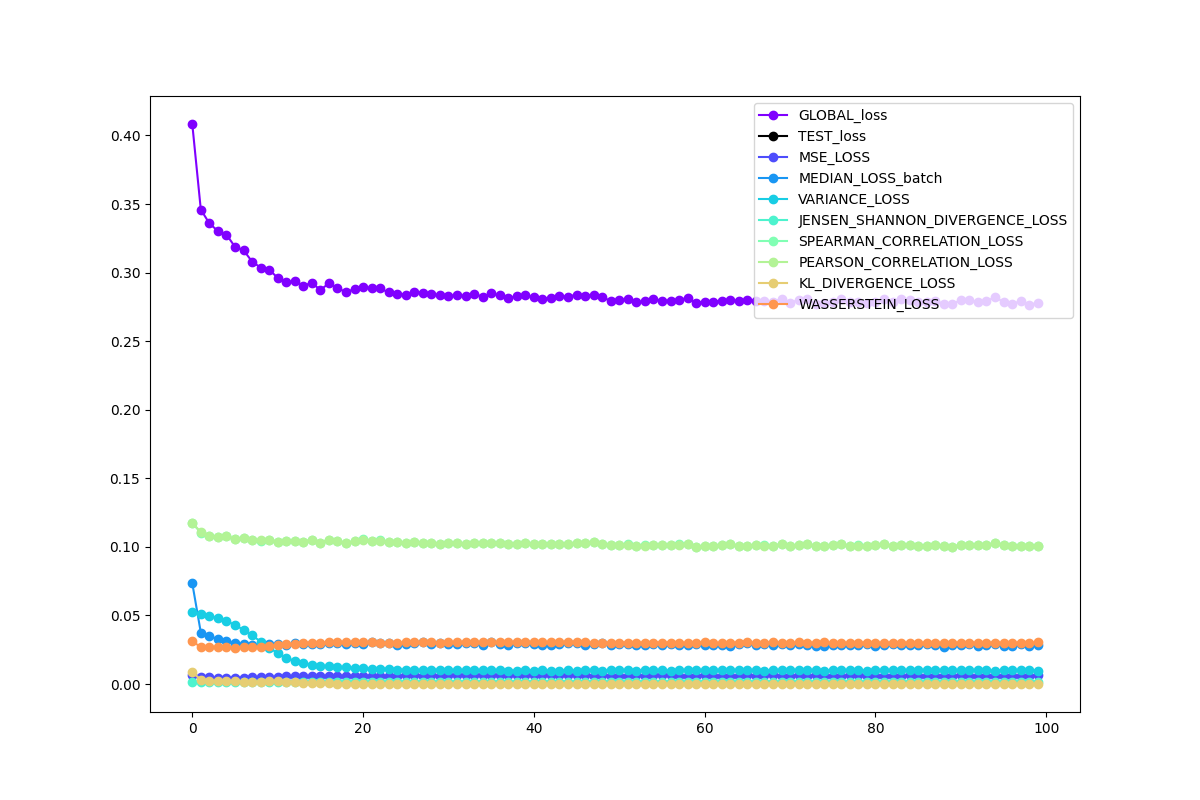 0.40
0.35
0.30
0.25
0.20
0.15
0.10
0.05
0.00
0
20
40
60
80
100
GLOBAL_loss
TEST_loss
MSE_LOSS
MEDIAN_LOSS_batch
VARIANCE_LOSS
JENSEN_SHANNON_DIVERGENCE_LOSS
SPEARMAN_CORRELATION_LOSS
PEARSON_CORRELATION_LOSS
KL_DIVERGENCE_LOSS
WASSERSTEIN_LOSS